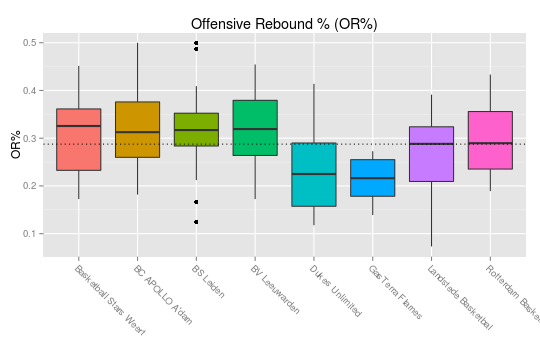 Offensive Rebound % (OR%)
OR%
0.5
0.4
0.3
0.2
0.1
Basketball Stars Weert
BC APOLLO A'dam
BS Leiden
BV Leeuwarden
Dukes Unlimited
GasTerra Flames
Landstede Basketbal
Rotterdam Basket